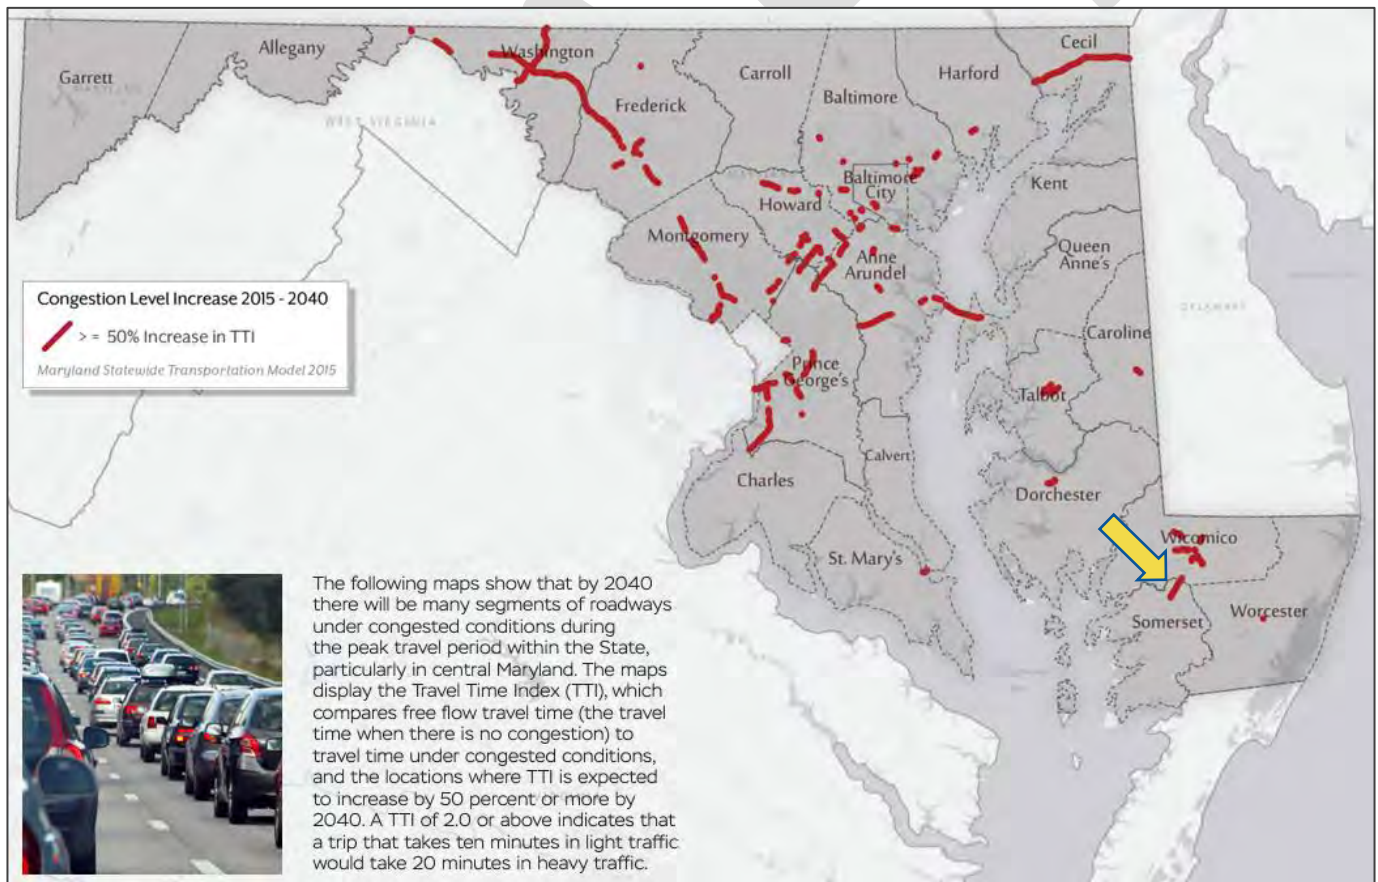 Garrett
MARYLAND
Allegany
Washington
Frederick
Carroll
Baltimore
Harford
Cecil
WEST VIRGINIA
Baltimore
City
Kent
Howard
Montgomery
Anne
Arundel
Queen
Anne's
DELAWARE
Caroline
Prince
George's
Talbot
Calvert
Charles
Dorchester
St. Mary's
Wicomico
Somerset
Worcester
Congestion Level Increase 2015 - 2040
> = 50% Increase in TTI
Maryland Statewide Transportation Model 2015
The following maps show that by 2040
there will be many segments of roadways
under congested conditions during
the peak travel period within the State,
particularly in central Maryland. The maps
display the Travel Time Index (TTI), which
compares free flow travel time (the travel
time when there is no congestion) to
travel time under congested conditions,
and the locations where TTI is expected
to increase by 50 percent or more by
2040. A TTI of 2.0 or above indicates that
a trip that takes ten minutes in light traffic
would take 20 minutes in heavy traffic.